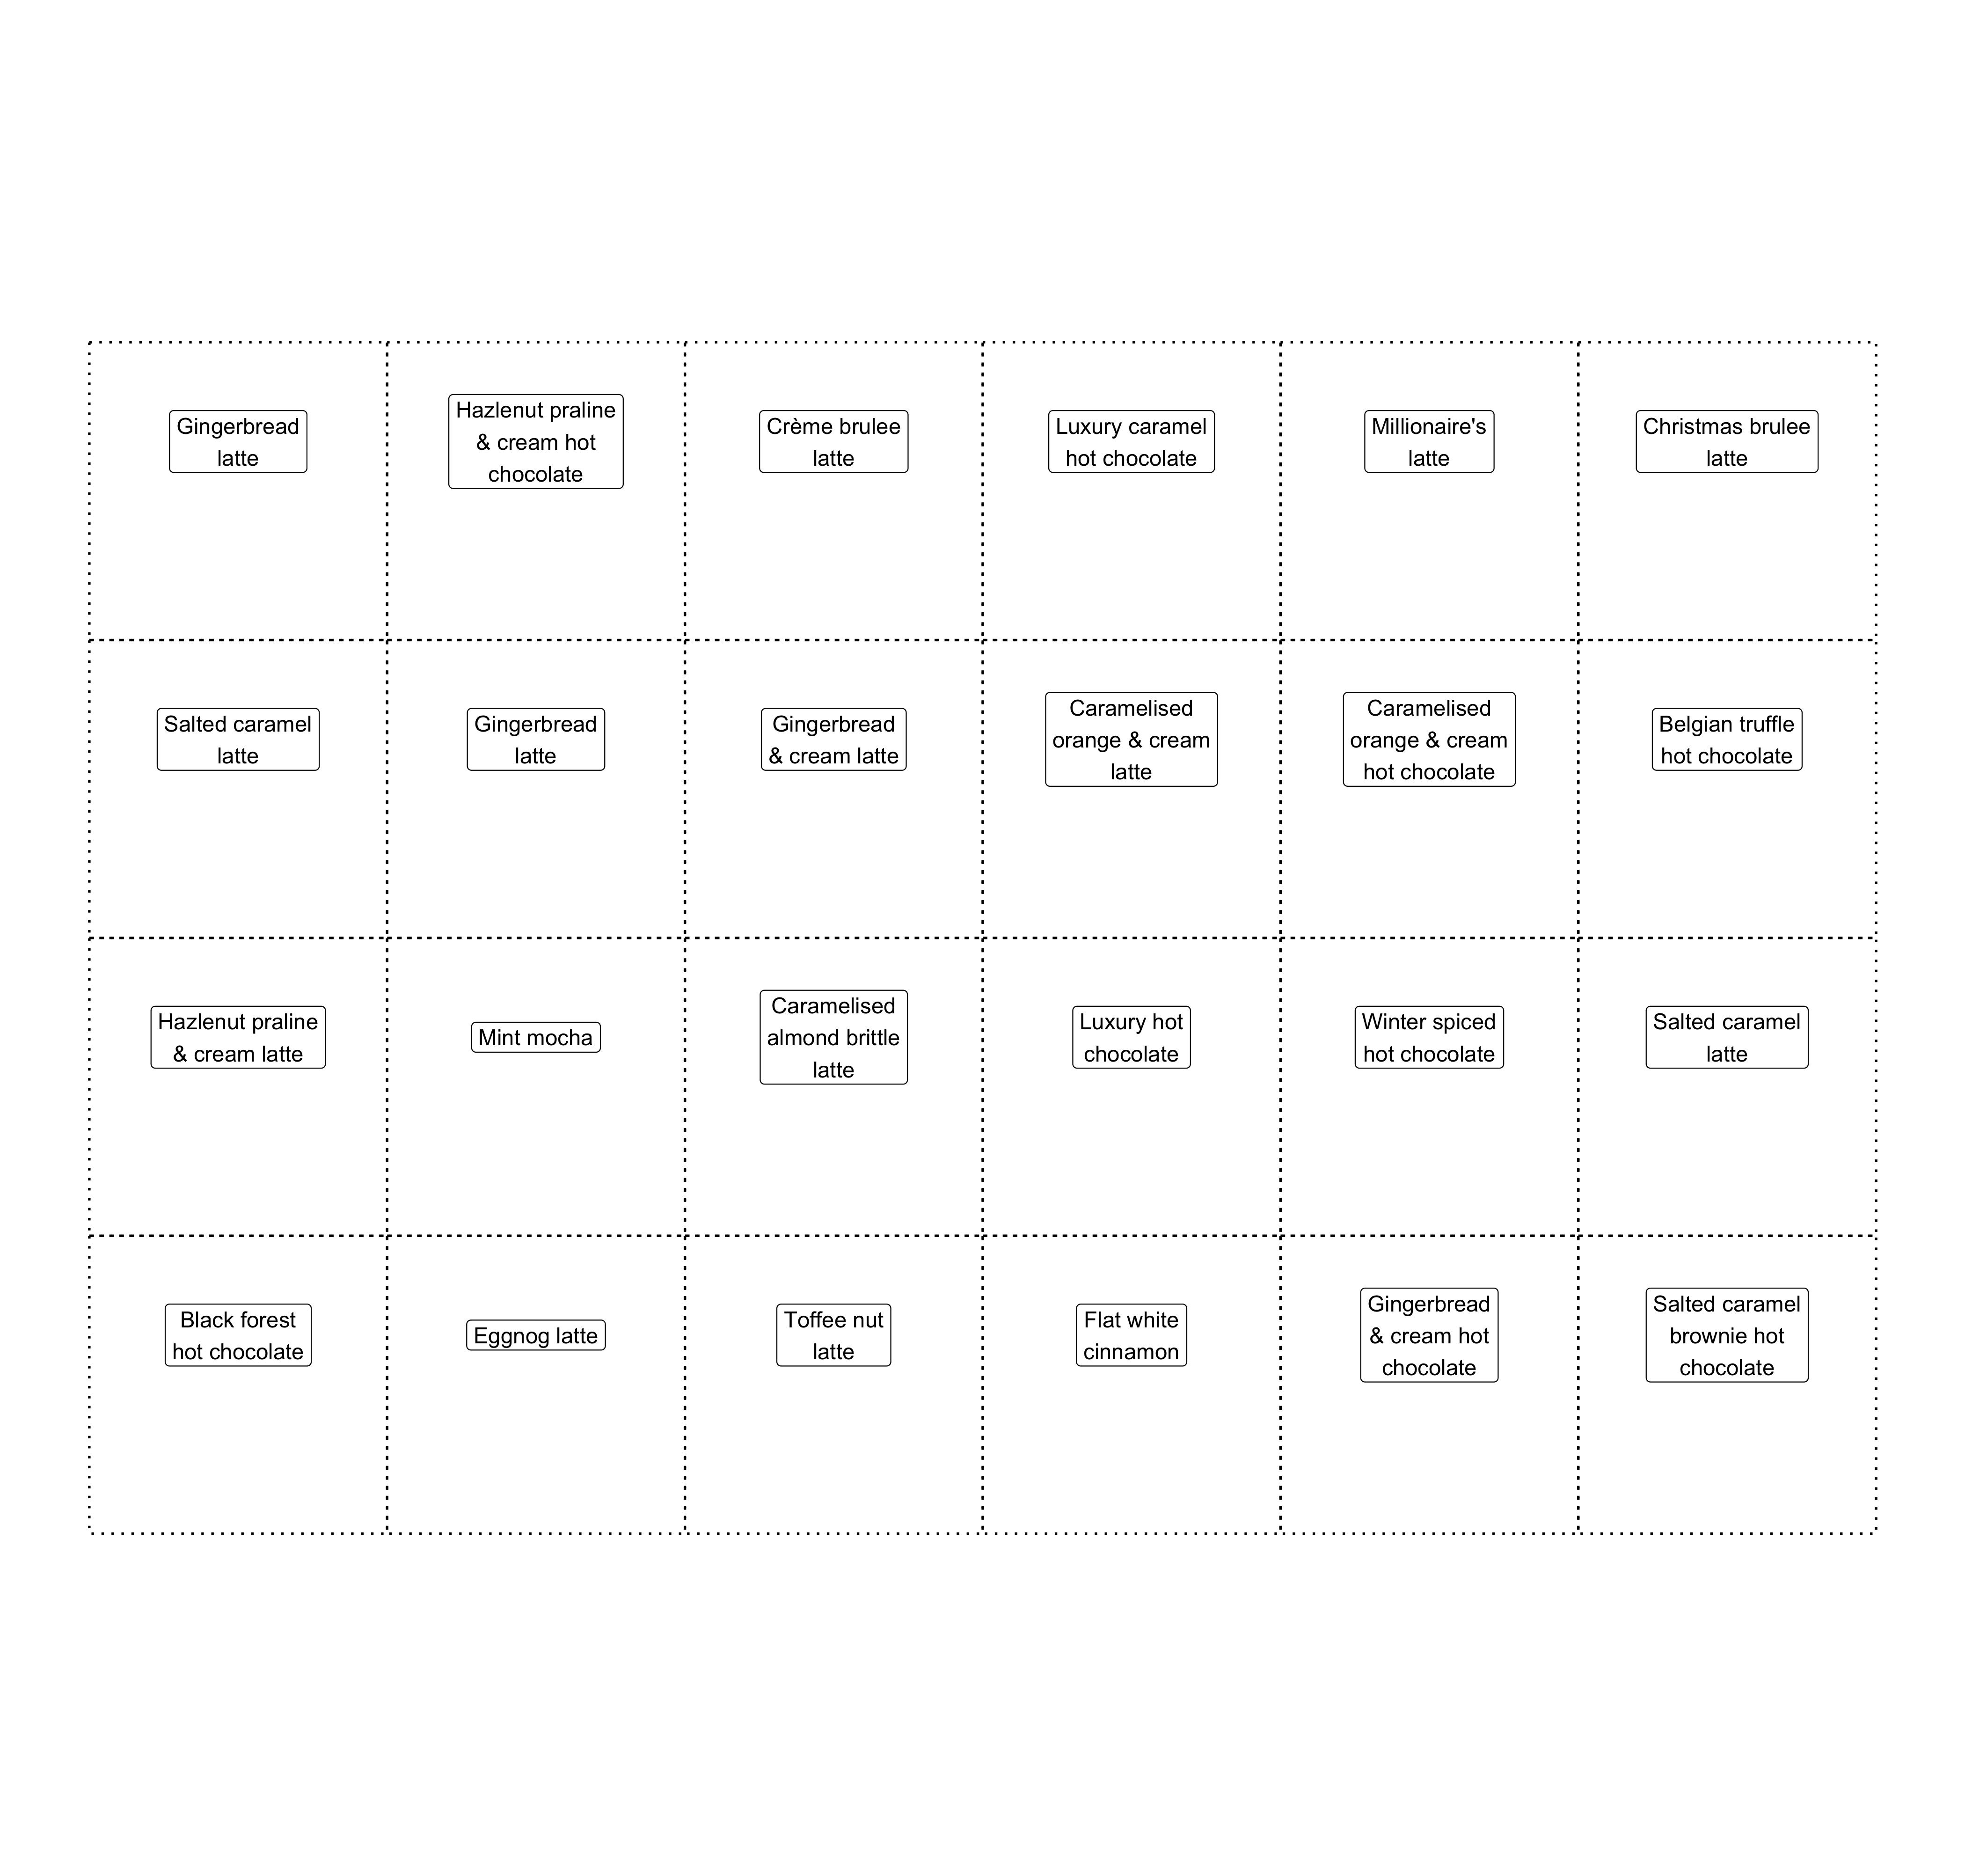 Gingerbread
latte
Hazlenut praline
& cream hot
chocolate
Crème brulee
latte
Luxury caramel
hot chocolate
Millionaire's
latte
Christmas brulee
latte
Salted caramel
latte
Gingerbread
latte
Gingerbread
& cream latte
Caramelised
orange & cream
latte
Caramelised
orange & cream
hot chocolate
Belgian truffle
hot chocolate
Hazlenut praline
& cream latte
Mint mocha
Caramelised
almond brittle
latte
Luxury hot
chocolate
Winter spiced
hot chocolate
Salted caramel
latte
Black forest
hot chocolate
Eggnog latte
Toffee nut
latte
Flat white
cinnamon
Gingerbread
& cream hot
chocolate
Salted caramel
brownie hot
chocolate